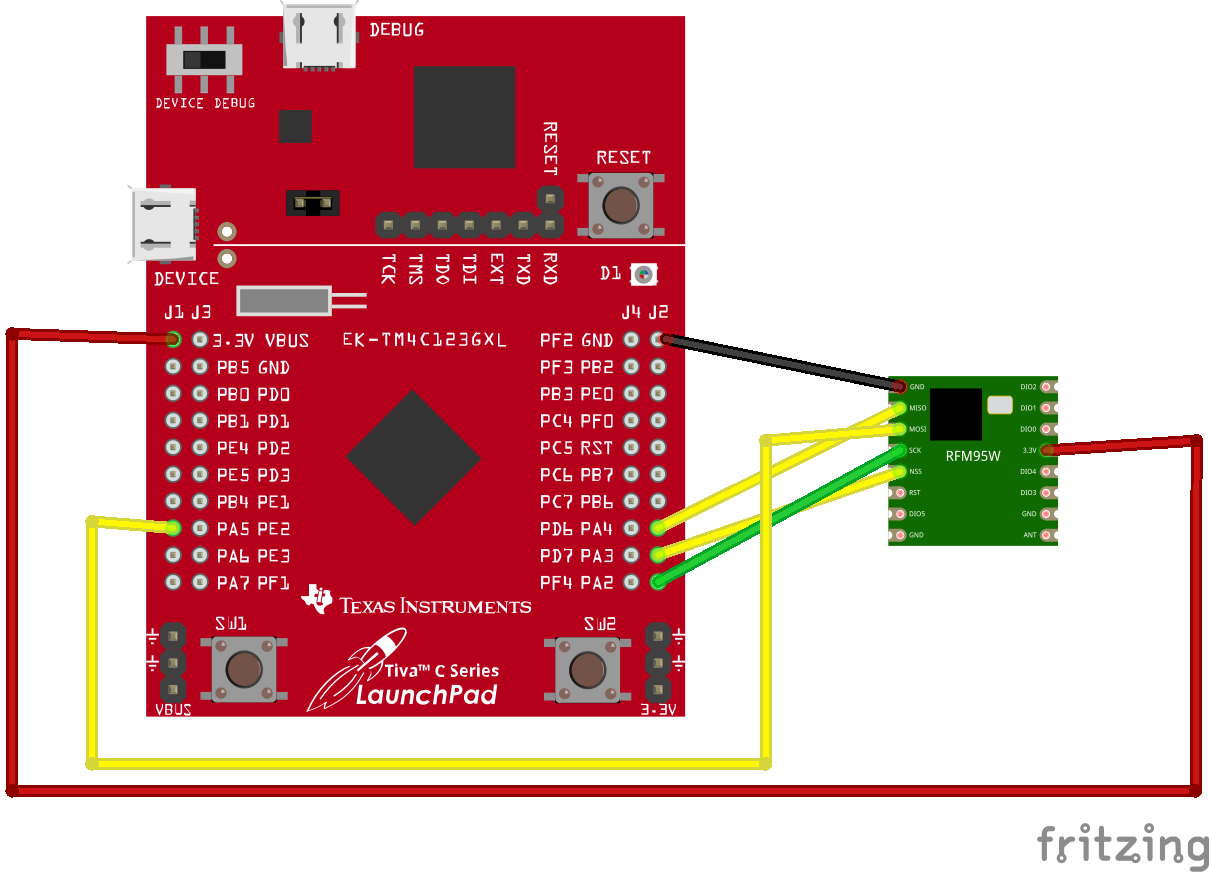 DEBUG
DEVICE DEBUG
RESET
RESET
DEVICE
TCK TMS TDO TDI EXT TXD RXD
D1
J1 J3
J4 J2
EK-TM4C123GXL
3.3V VBUS
PB5 GND
PB0 PD0
PB1 PD1
PE4 PD2
PE5 PD3
PB4 PE1
PA5 PE2
PA6 PE3
PA7 PF1
PF2 GND
PF3 PB2
PB3 PE0
PC4 PF0
PC5 RST
PC6 PB7
PC7 PB6
PD6 PA4
PD7 PA3
PF4 PA2
TEXAS INSTRUMENTS
SW1
SW2
Tiva™ C Series
LaunchPad
VBUS
3.3V
GND
MISO
MOSI
SCK
NSS
RST
DIO5
GND
RFM95W
DIO2
DIO1
DIO0
3.3V
DIO4
DIO3
GND
ANT
fritzing